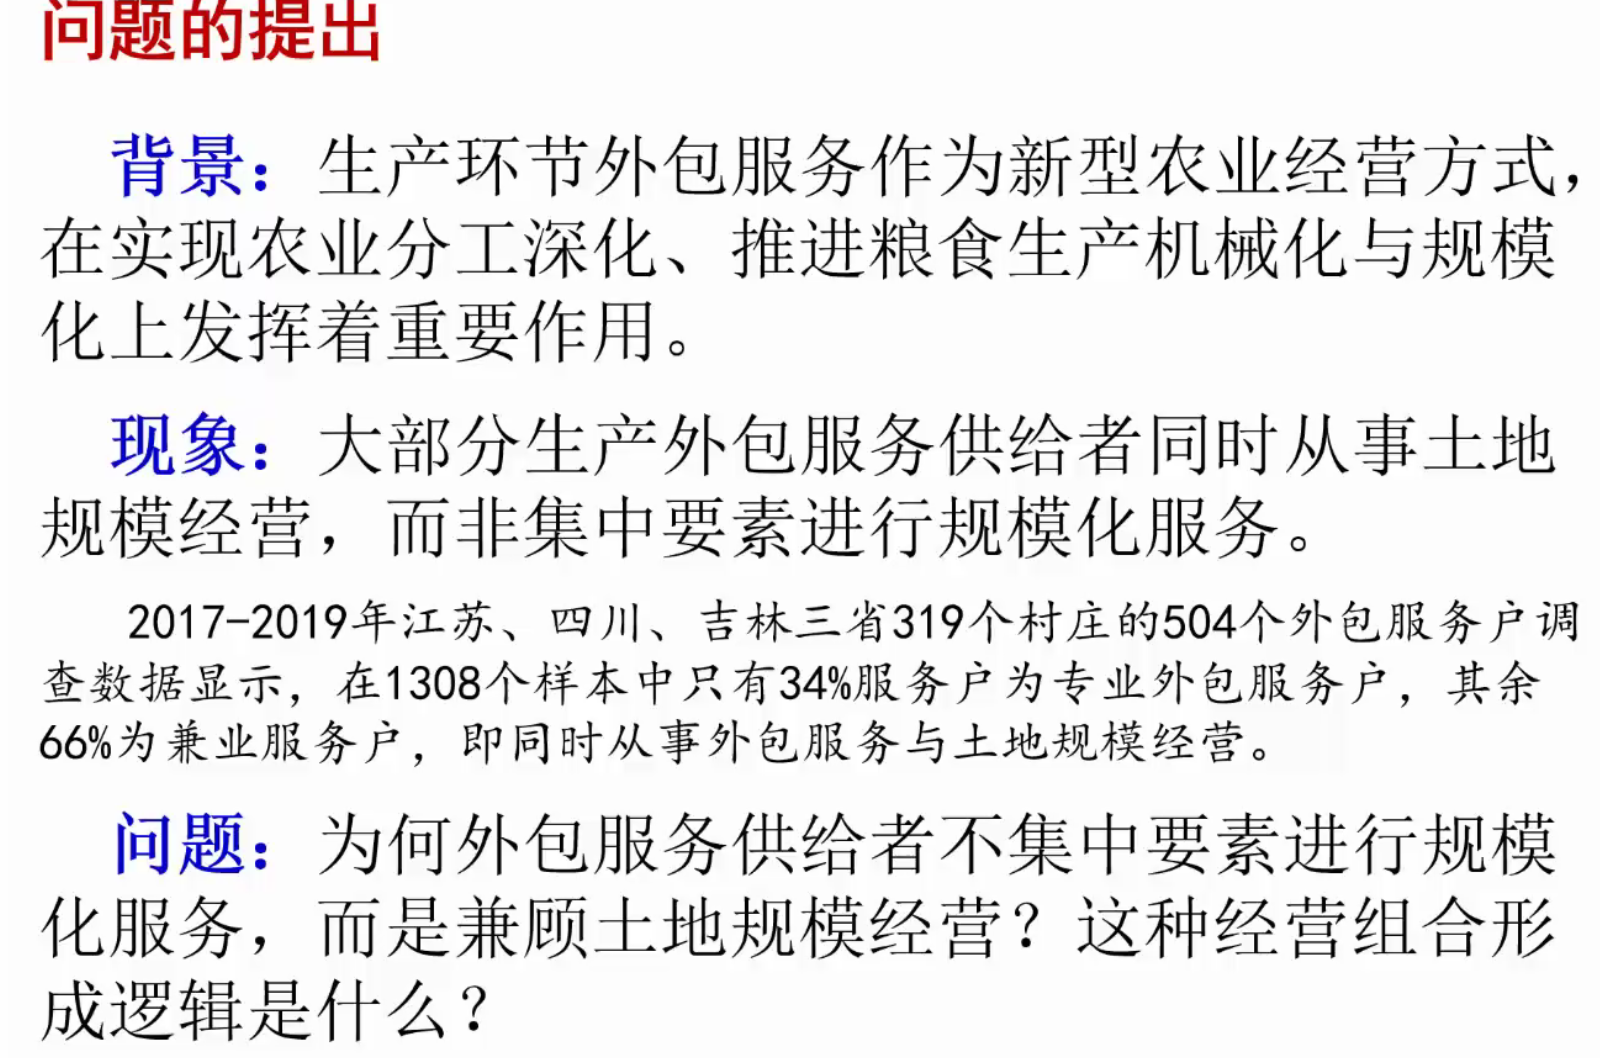 问题的提出
背景：生产环节外包服务作为新型农业经营方式，
在实现农业分工深化、推进粮食生产机械化与规模
化上发挥着重要作用。
现象：大部分生产外包服务供给者同时从事土地
规模经营，而非集中要素进行规模化服务。
2017-2019年江苏、四川、吉林三省319个村庄的504个外包服务户调
查数据显示，在1308个样本中只有34%服务户为专业外包服务户，其余
66%为兼业服务户，即同时从事外包服务与土地规模经营。
问题：为何外包服务供给者不集中要素进行规模
化服务，而是兼顾土地规模经营？这种经营组合形
成逻辑是什么？